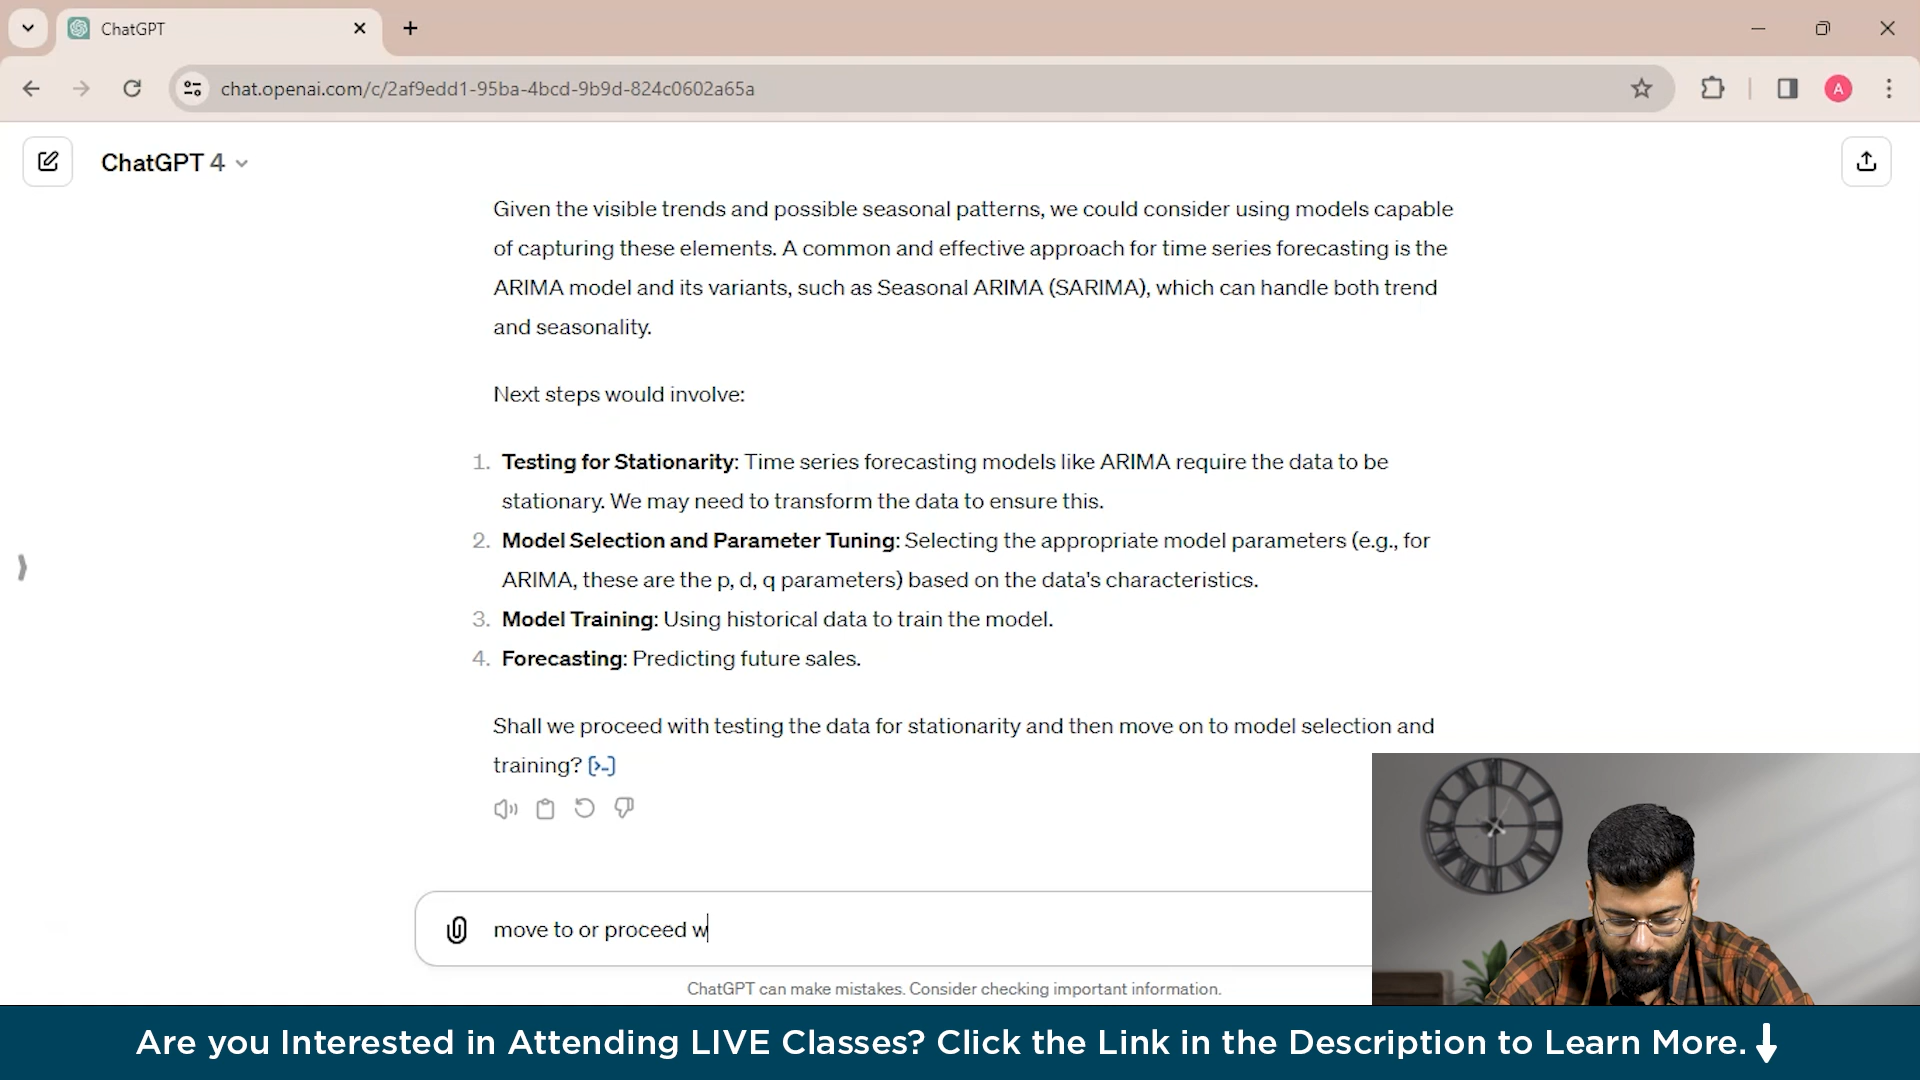 ChatGPT
chat.openai.com/c/2af9edd1-95ba-4bcd-9b9d-824c0602a65a
A
ChatGPT 4
Given the visible trends and possible seasonal patterns, we could consider using models capable
of capturing these elements. A common and effective approach for time series forecasting is the
ARIMA model and its variants, such as Seasonal ARIMA (SARIMA), which can handle both trend
and seasonality.
Next steps would involve:
1. Testing for Stationarity: Time series forecasting models like ARIMA require the data to be
stationary. We may need to transform the data to ensure this.
2. Model Selection and Parameter Tuning: Selecting the appropriate model parameters (e.g., for
ARIMA, these are the p, d, q parameters) based on the data's characteristics.
3. Model Training: Using historical data to train the model.
4. Forecasting: Predicting future sales.
Shall we proceed with testing the data for stationarity and then move on to model selection and
training? [>-]
move to or proceed w
ChatGPT can make mistakes. Consider checking important information.
Are you Interested in Attending LIVE Classes? Click the Link in the Description to Learn More.